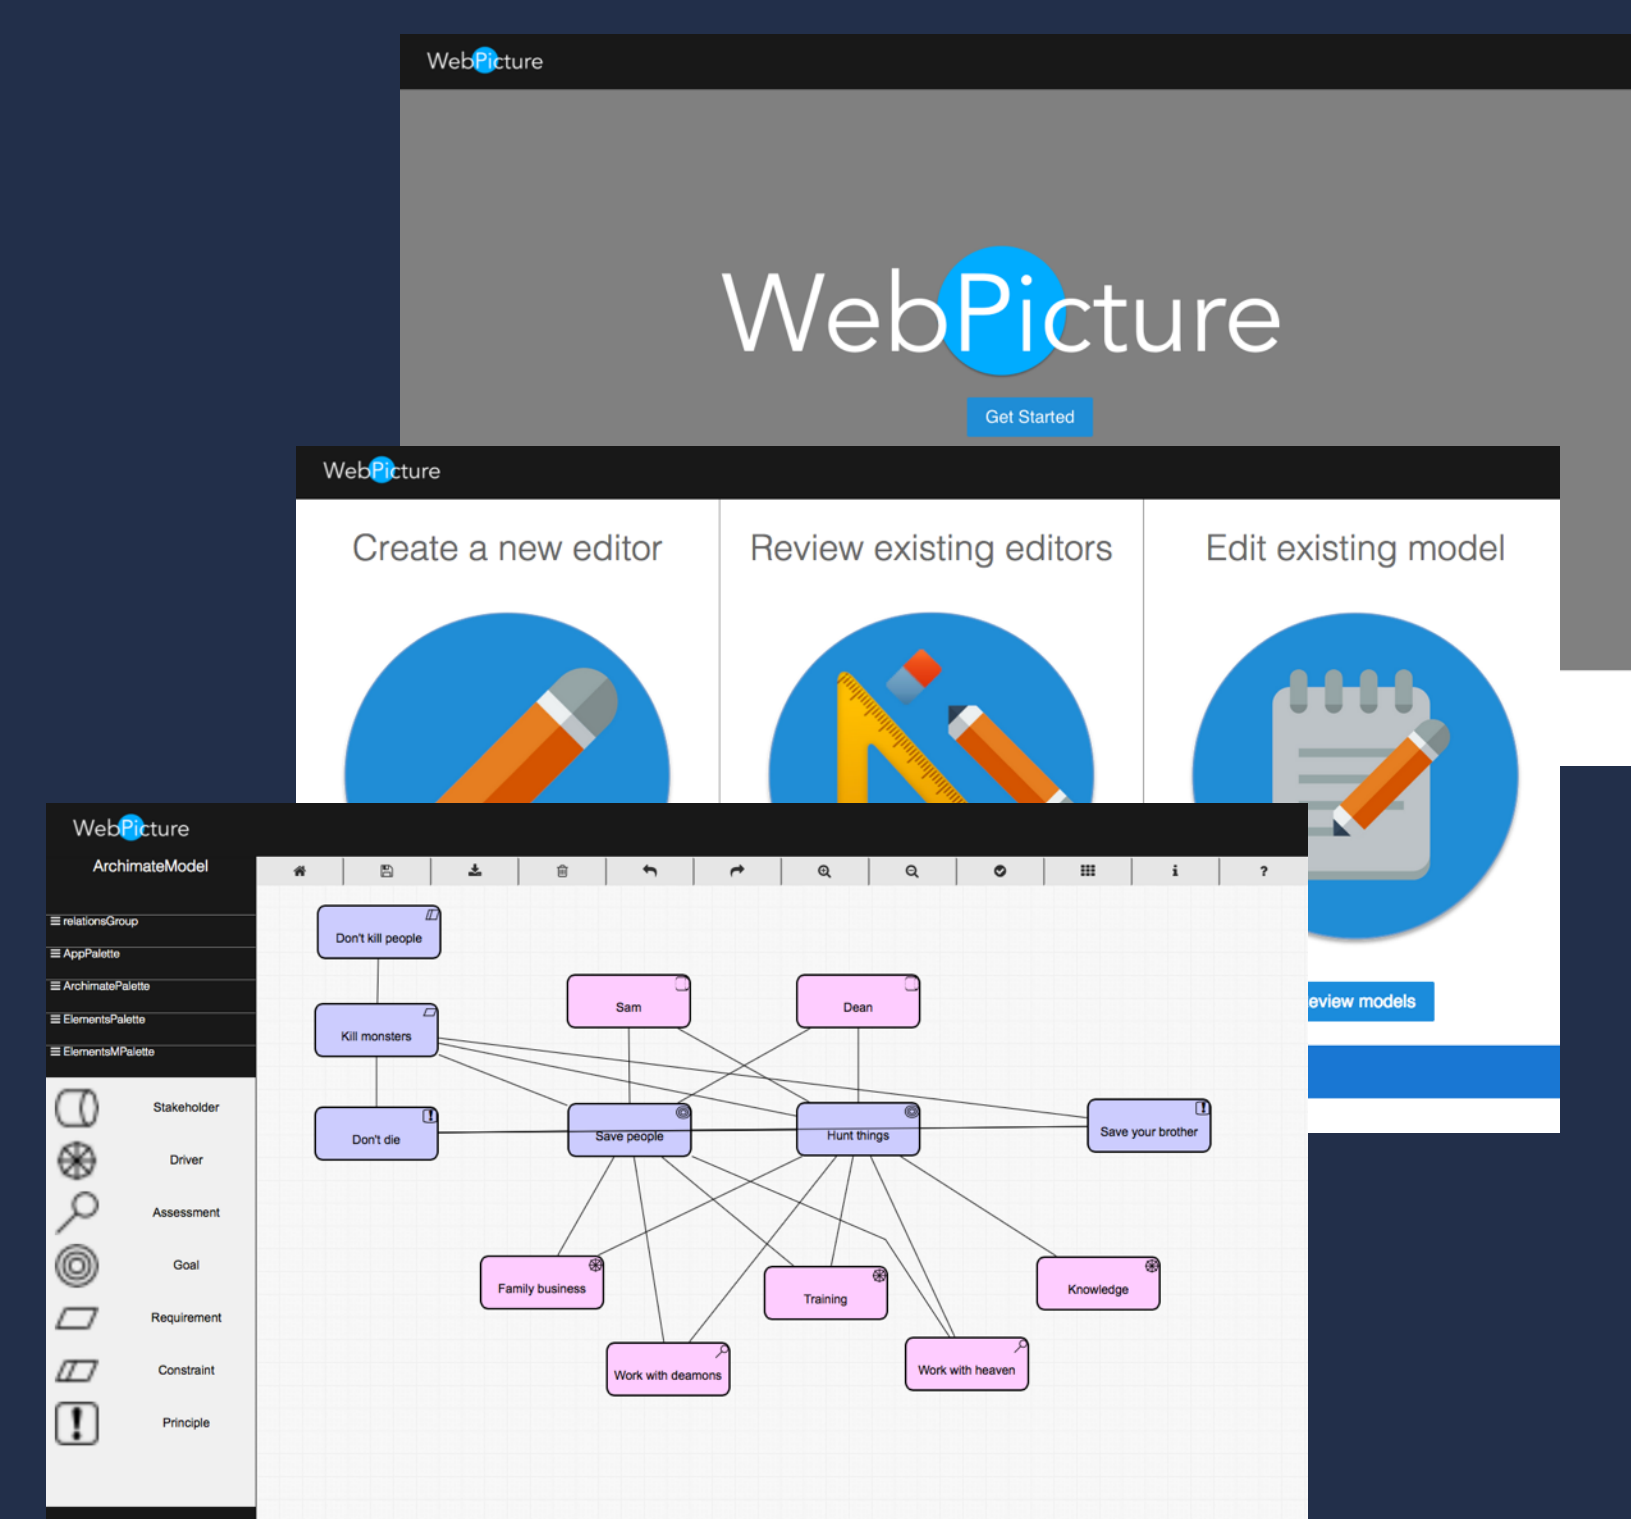 WebPicture
WebPicture
Get Started
WebPicture
Create a new editor
Review existing editors
Edit existing model
eview models
WebPicture
ArchimateModel
relationsGroup
AppPalette
ArchimatePalette
ElementsPalette
ElementsMPalette
Stakeholder
Driver
Assessment
Goal
Requirement
Constraint
Principle
i
?
Don't kill people
Sam
Dean
Kill monsters
Don't die
Save people
Hunt things
Save your brother
Family business
Training
Knowledge
Work with deamons
Work with heaven